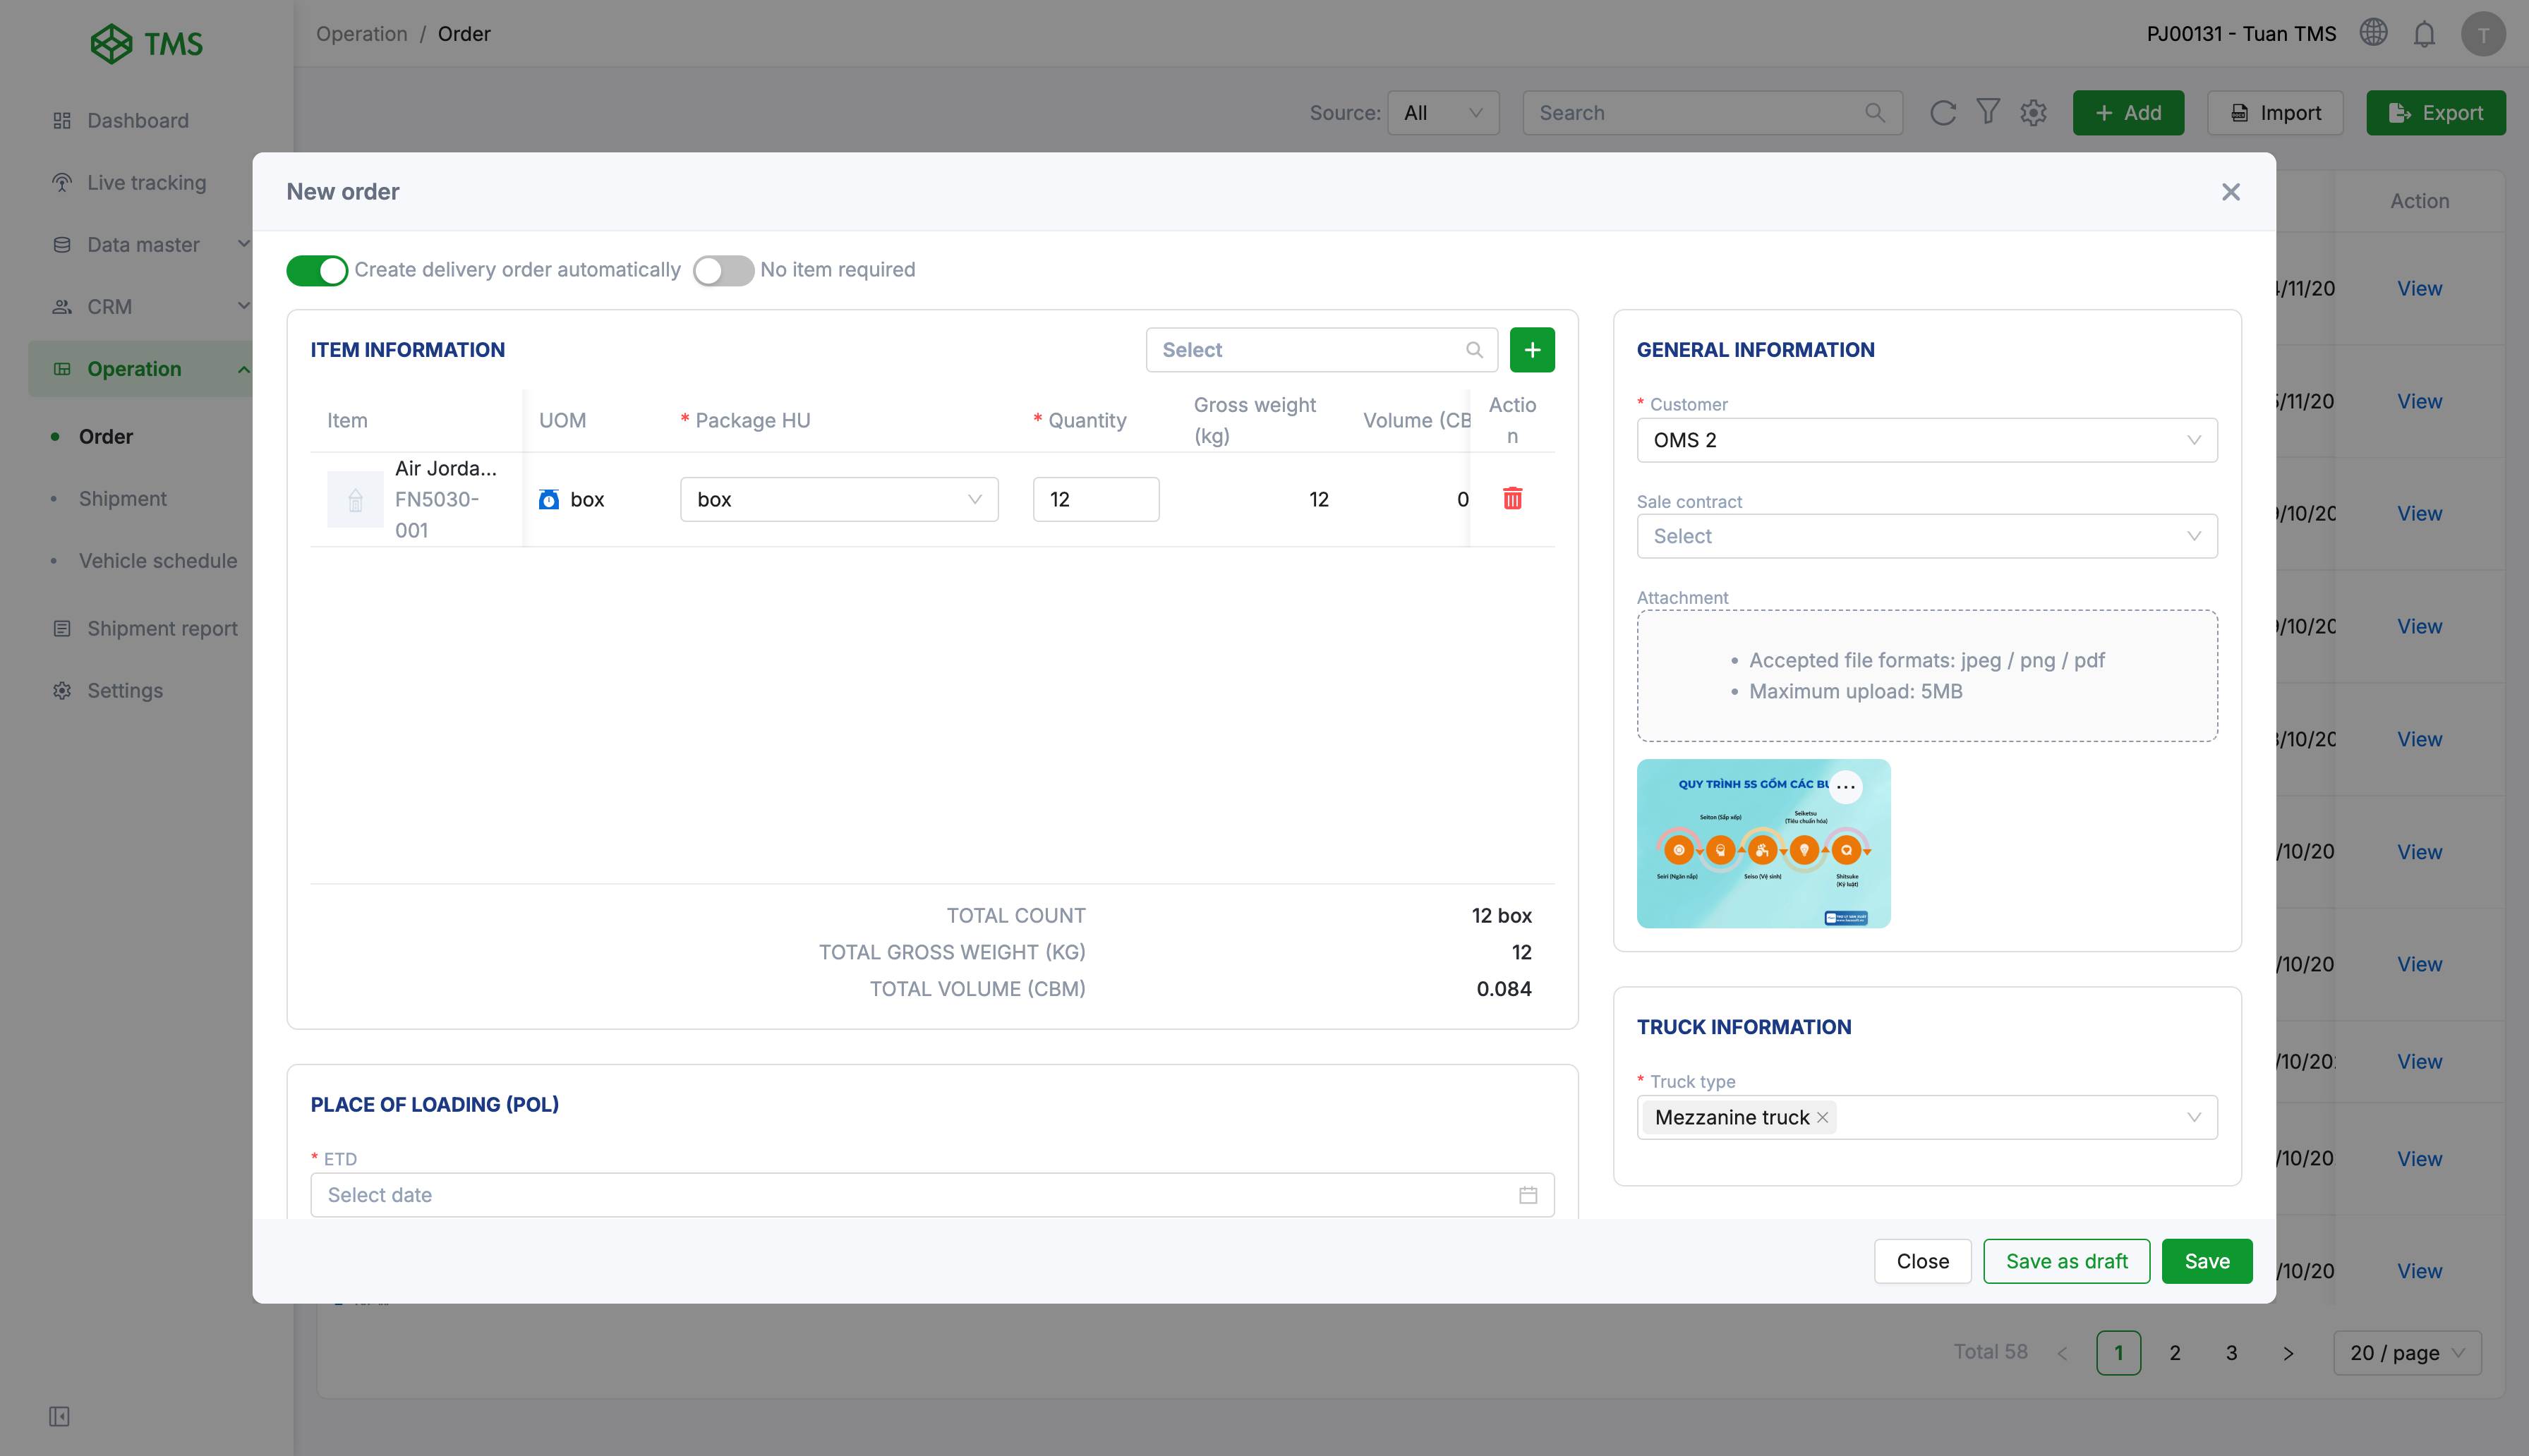 TMS
Operation / Order
PJ00131 - Tuan TMS
T
Dashboard
Live tracking
Data master
CRM
Operation
Order
Shipment
Vehicle schedule
Shipment report
Settings
Source:
All
Search
Add
Import
Export
Action
New order
Create delivery order automatically
No item required
ITEM INFORMATION
Select
Item
UOM
* Package HU
* Quantity
Gross weight
(kg)
Volume (CB
Actio
n
Air Jorda...
FN5030-
001
box
box
12
12
0
TOTAL COUNT
12 box
TOTAL GROSS WEIGHT (KG)
12
TOTAL VOLUME (CBM)
0.084
PLACE OF LOADING (POL)
* ETD
Select date
GENERAL INFORMATION
* Customer
OMS 2
Sale contract
Select
Attachment
• Accepted file formats: jpeg / png / pdf
• Maximum upload: 5MB
QUY TRÌNH 5S GỒM CÁC BƯ
Seiton (Sắp xếp)
Seiketsu
(Tiêu chuẩn hóa)
Seiri (Ngăn nắp)
Seiso (Vệ sinh)
Shitsuke
(Kỷ luật)
TRUCK INFORMATION
* Truck type
Mezzanine truck
Close
Save as draft
Save
/11/20
View
/11/20
View
/10/20
View
/10/20
View
/10/20
View
/10/20
View
/10/20
View
/10/20
View
/10/20
View
/10/20
View
Total 58
1
2
3
20 / page